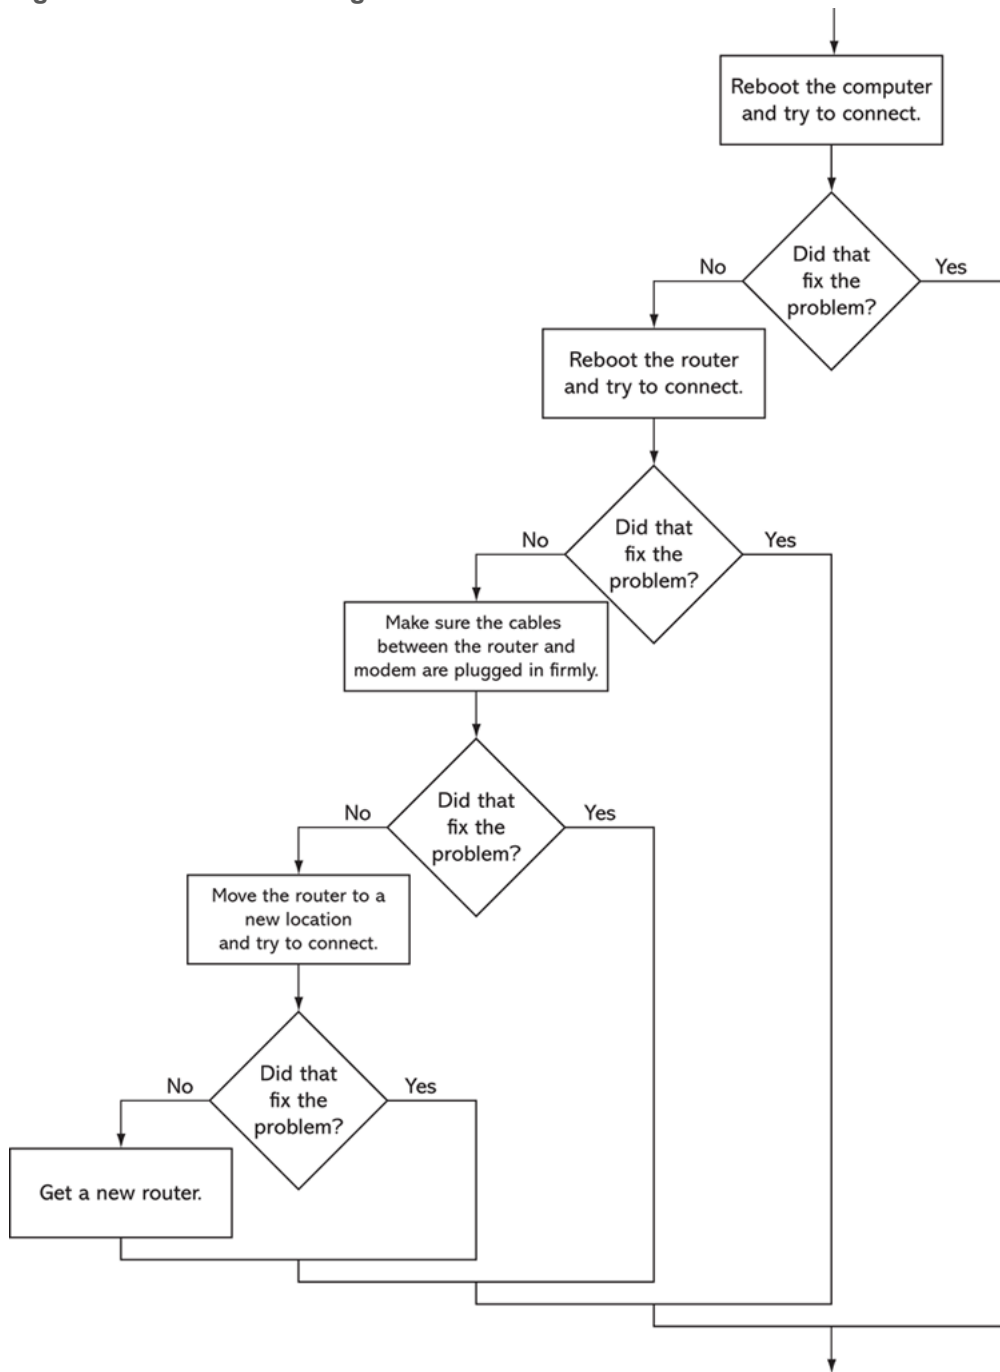 Reboot the computer
and try to connect.
Did that
fix the
problem?
No
Yes
Reboot the router
and try to connect.
Did that
fix the
problem?
No
Yes
Make sure the cables
between the router and
modem are plugged in firmly.
Did that
fix the
problem?
No
Yes
Move the router to a
new location
and try to connect.
Did that
fix the
problem?
No
Yes
Get a new router.